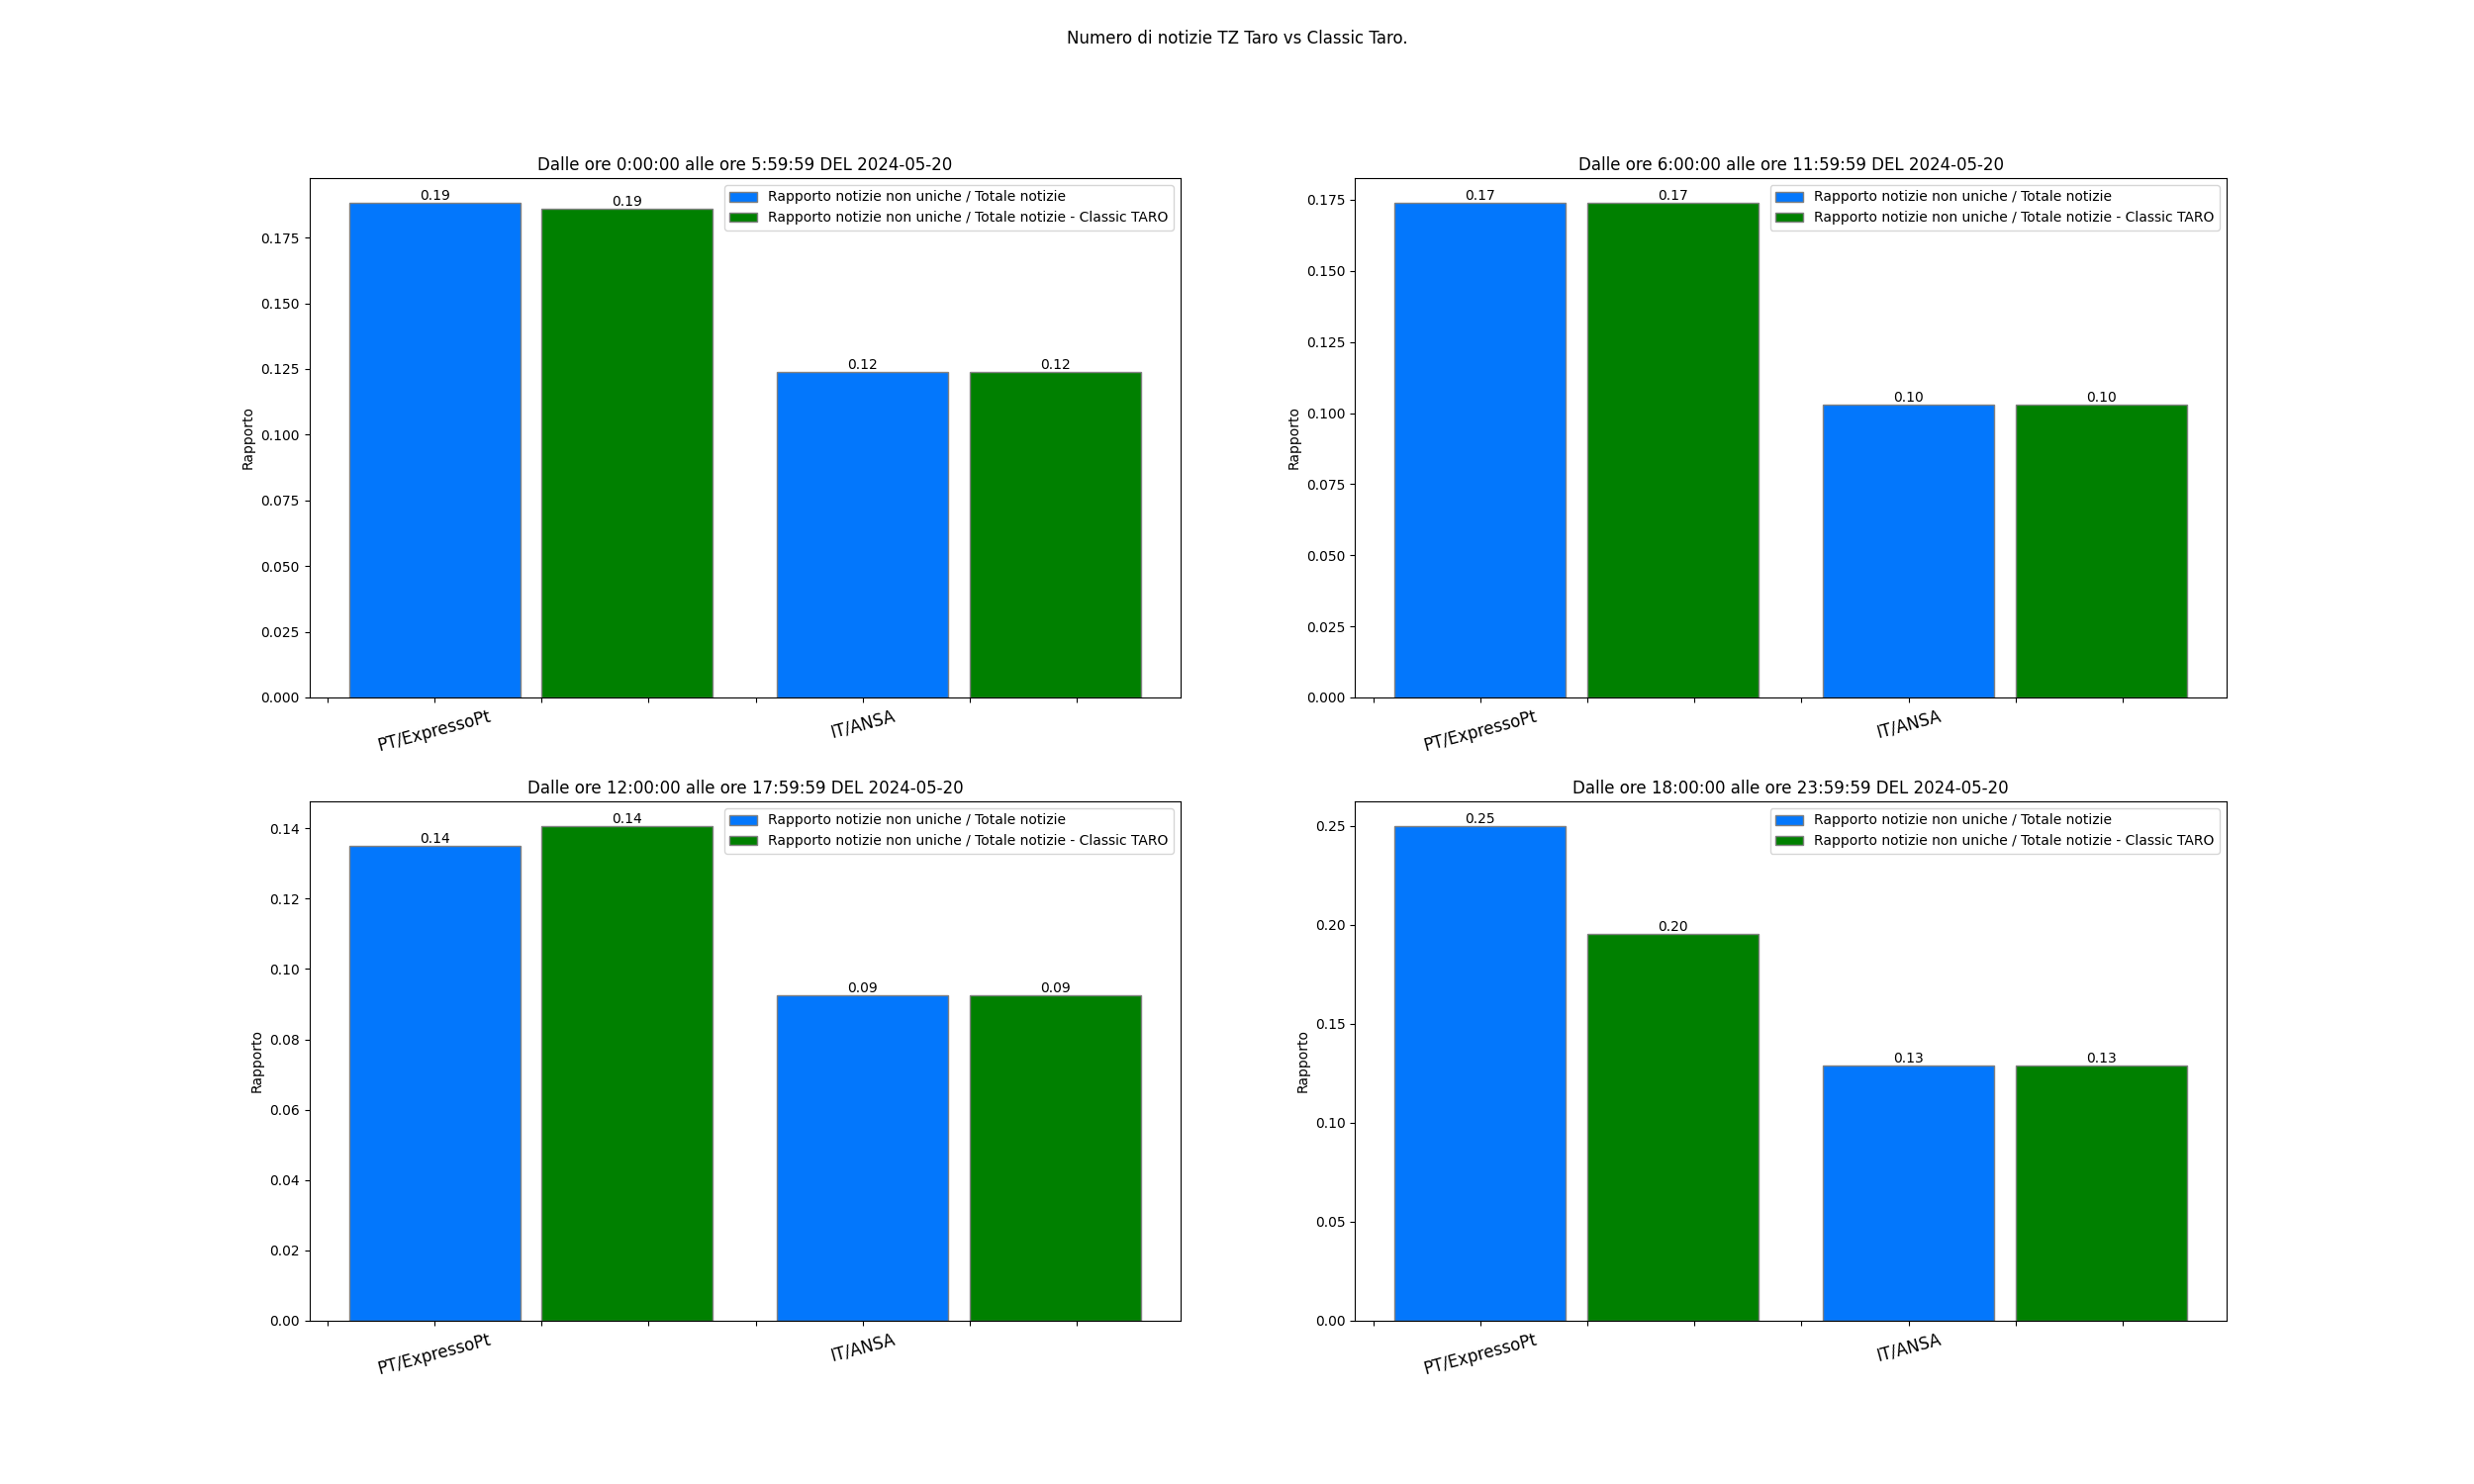 Numero di notizie TZ Taro vs Classic Taro.
Dalle ore 0:00:00 alle ore 5:59:59 DEL 2024-05-20
Rapporto notizie non uniche / Totale notizie
Rapporto notizie non uniche / Totale notizie - Classic TARO
0.19
0.19
0.12
0.12
0.175
0.150
0.125
0.100
0.075
0.050
0.025
0.000
Rapporto
PT/ExpressoPt
IT/ANSA
Dalle ore 6:00:00 alle ore 11:59:59 DEL 2024-05-20
Rapporto notizie non uniche / Totale notizie
Rapporto notizie non uniche / Totale notizie - Classic TARO
0.17
0.17
0.10
0.10
0.175
0.150
0.125
0.100
0.075
0.050
0.025
0.000
Rapporto
PT/ExpressoPt
IT/ANSA
Dalle ore 12:00:00 alle ore 17:59:59 DEL 2024-05-20
Rapporto notizie non uniche / Totale notizie
Rapporto notizie non uniche / Totale notizie - Classic TARO
0.14
0.14
0.09
0.09
0.14
0.12
0.10
0.08
0.06
0.04
0.02
0.00
Rapporto
PT/ExpressoPt
IT/ANSA
Dalle ore 18:00:00 alle ore 23:59:59 DEL 2024-05-20
Rapporto notizie non uniche / Totale notizie
Rapporto notizie non uniche / Totale notizie - Classic TARO
0.25
0.20
0.13
0.13
0.25
0.20
0.15
0.10
0.05
0.00
Rapporto
PT/ExpressoPt
IT/ANSA